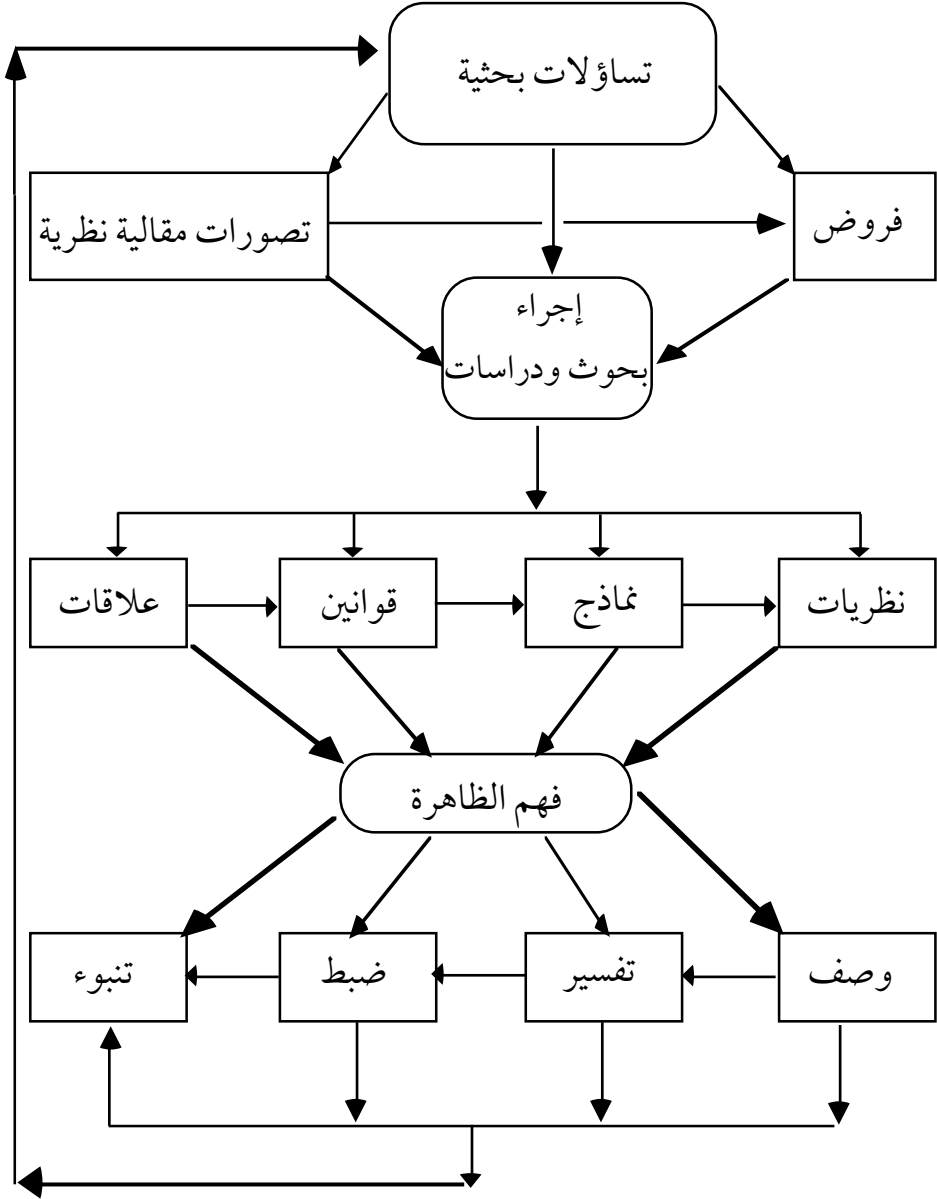 تساؤلات بحثية
فروض
تصورات مقالية نظرية
إجراء
بحوث ودراسات
نظريات
نماذج
قوانين
علاقات
فهم الظاهرة
وصف
تفسير
ضبط
تنبوء